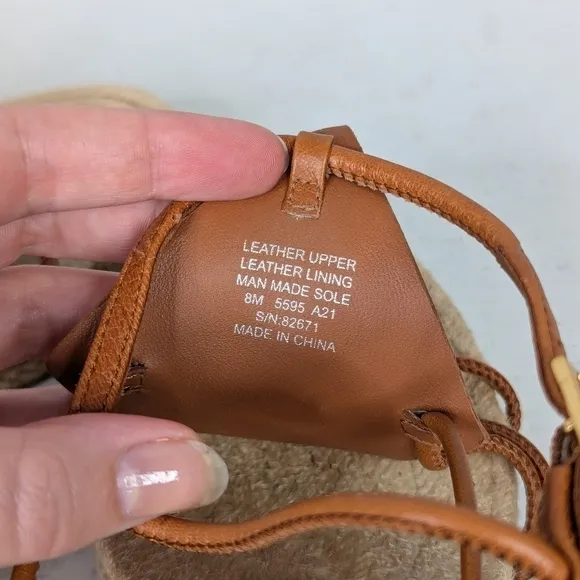 LEATHER UPPER
LEATHER LINING
MAN MADE SOLE
8M 5595 A21
S/N:82671
MADE IN CHINA